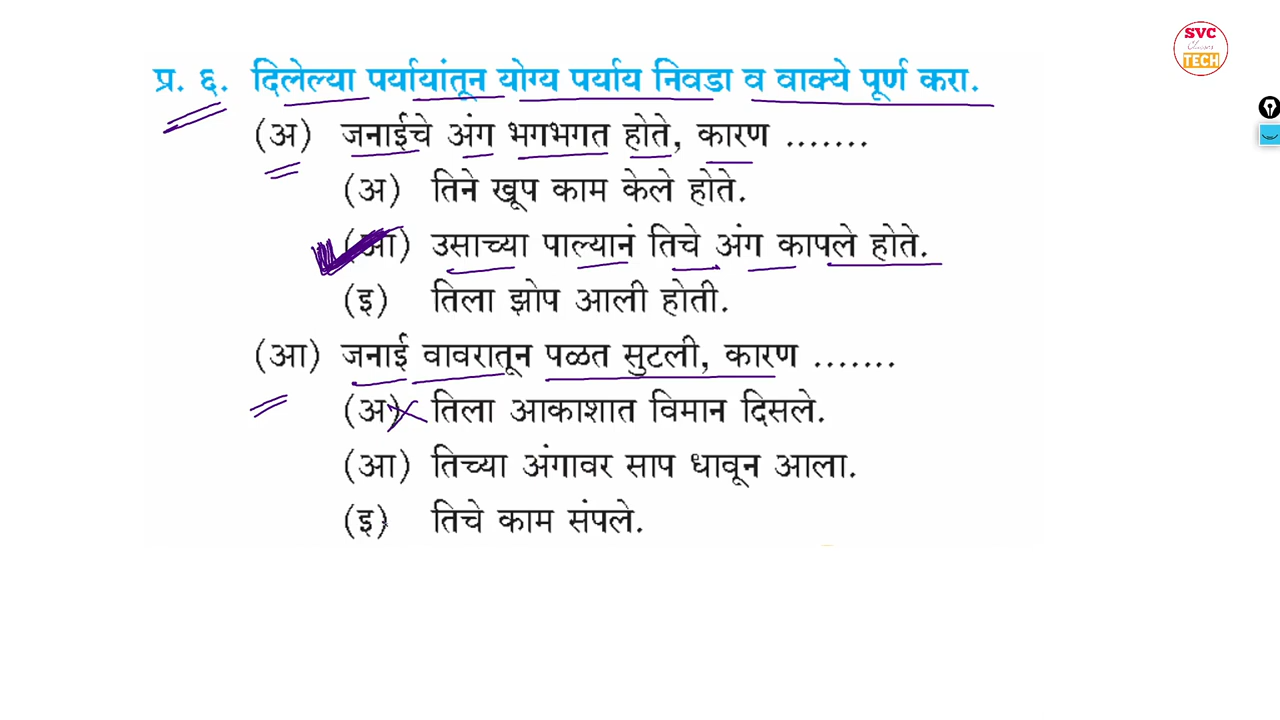 SVC
Classes
TECH
प्र. ६. दिलेल्या पर्यायांतून योग्य पर्याय निवडा व वाक्ये पूर्ण करा.
(अ) जनाईचे अंग भगभगत होते, कारण .......
(अ) तिने खूप काम केले होते.
(आ) उसाच्या पाल्यानं तिचे अंग कापले होते.
(इ) तिला झोप आली होती.
(आ) जनाई वावरातून पळत सुटली, कारण .......
(अ) तिला आकाशात विमान दिसले.
(आ) तिच्या अंगावर साप धावून आला.
(इ) तिचे काम संपले.